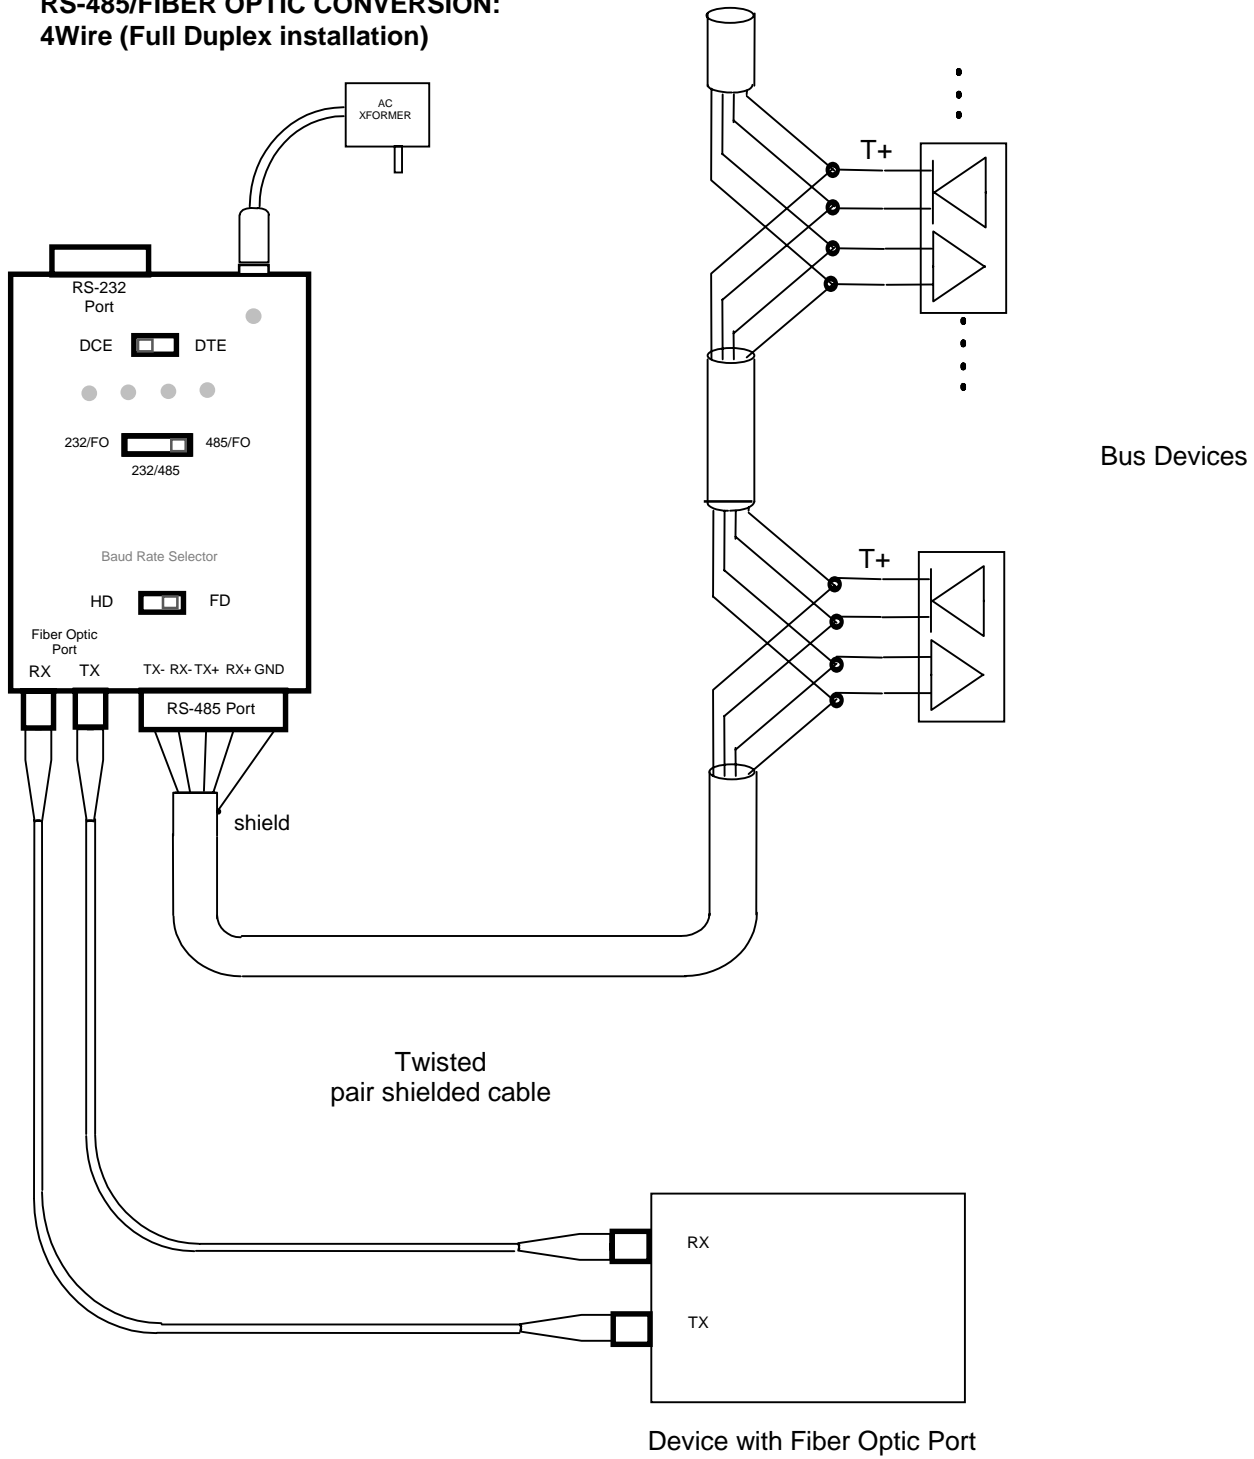 RS-485/FIBER OPTIC CONVERSION:
4Wire (Full Duplex installation)
AC
XFORMER
T+
RS-232
Port
DCE DTE
232/FO 485/FO
232/485
Bus Devices
Baud Rate Selector
T+
HD FD
Fiber Optic
Port
RX TX TX- RX- TX+ RX+ GND
RS-485 Port
shield
Twisted
pair shielded cable
RX
TX
Device with Fiber Optic Port